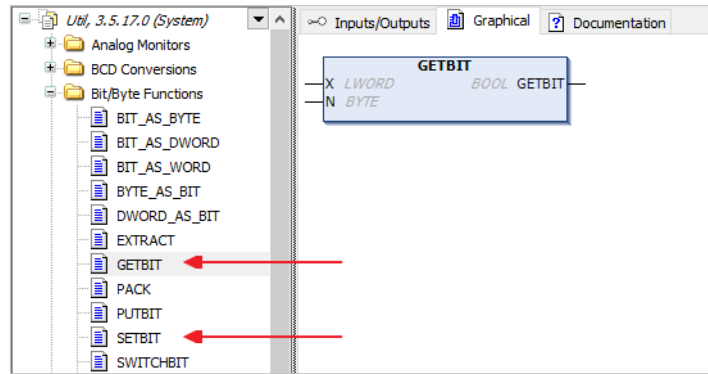 Util, 3.5.17.0 (System)
Analog Monitors
BCD Conversions
Bit/Byte Functions
BIT_AS_BYTE
BIT_AS_DWORD
BIT_AS_WORD
BYTE_AS_BIT
DWORD_AS_BIT
EXTRACT
GETBIT
PACK
PUTBIT
SETBIT
SWITCHBIT
Inputs/Outputs Graphical Documentation
GETBIT
X LWORD BOOL GETBIT
N BYTE